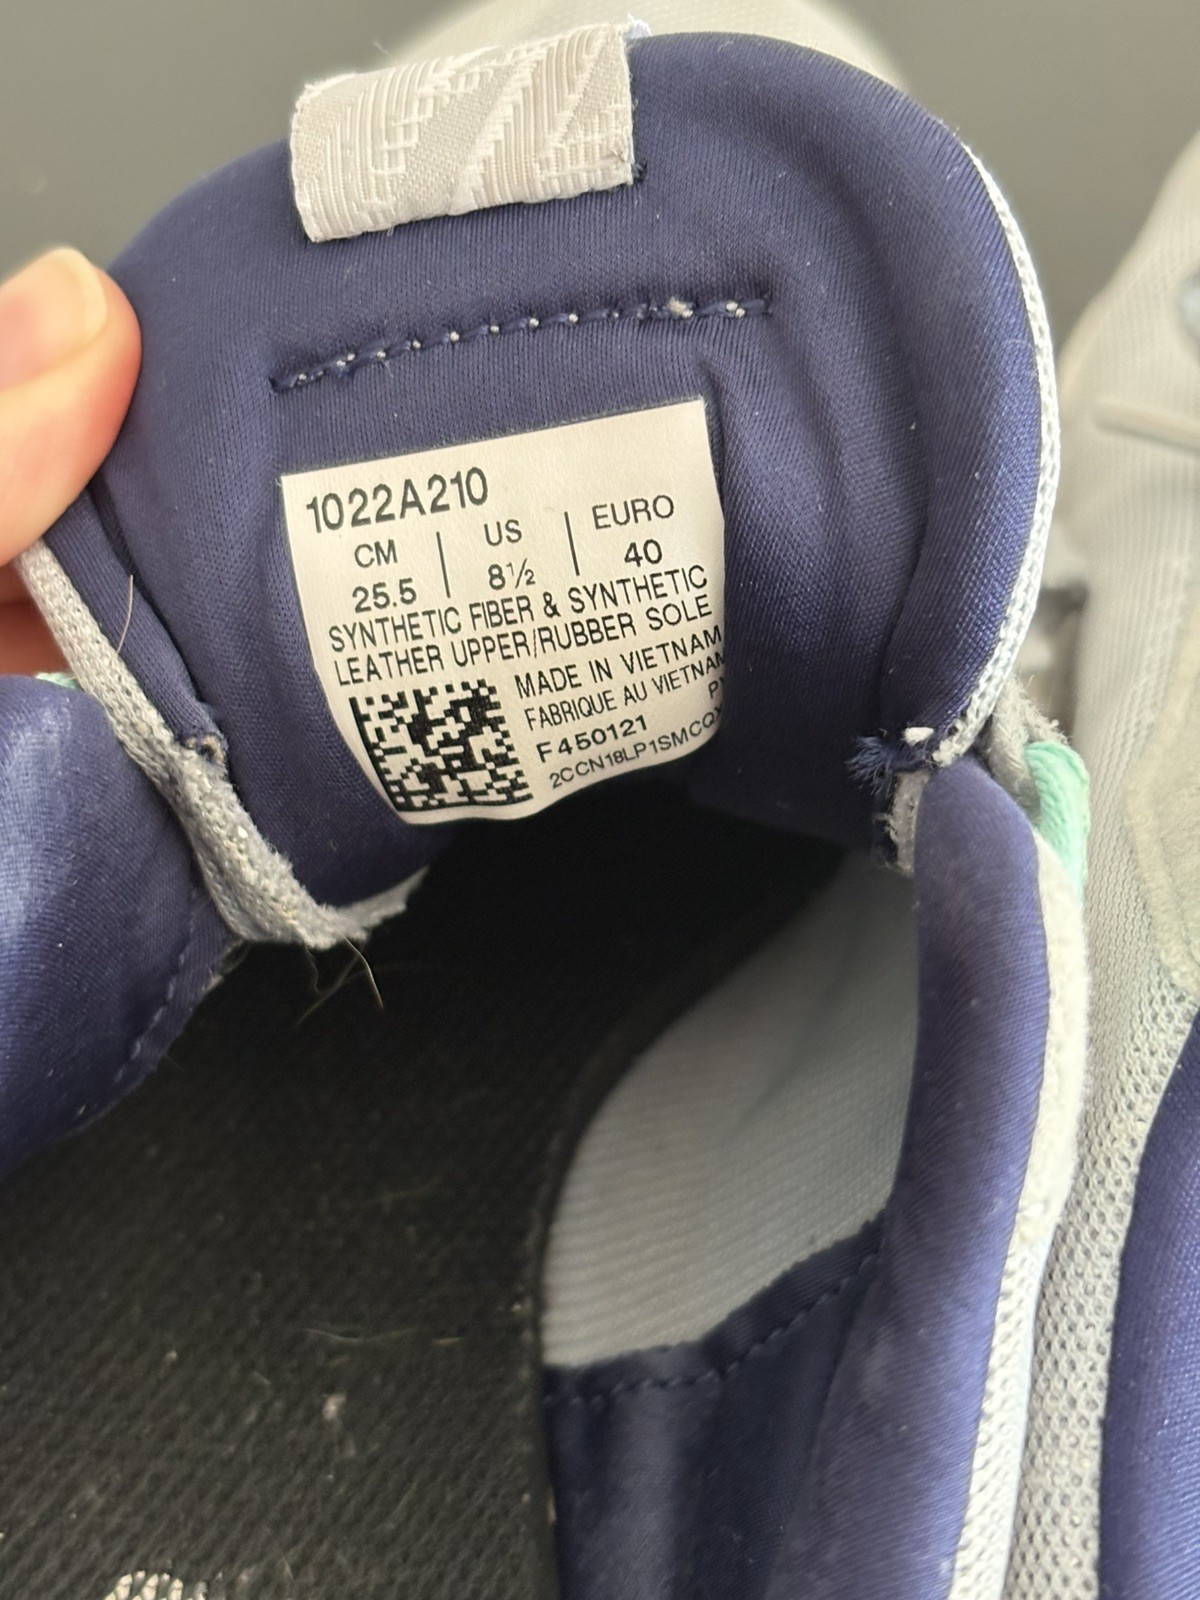 1022A210
CM | US | EURO
25.5 | 8½ | 40
SYNTHETIC FIBER & SYNTHETIC
LEATHER UPPER/RUBBER SOLE
MADE IN VIETNAM
FABRIQUE AU VIETNAM
F450121